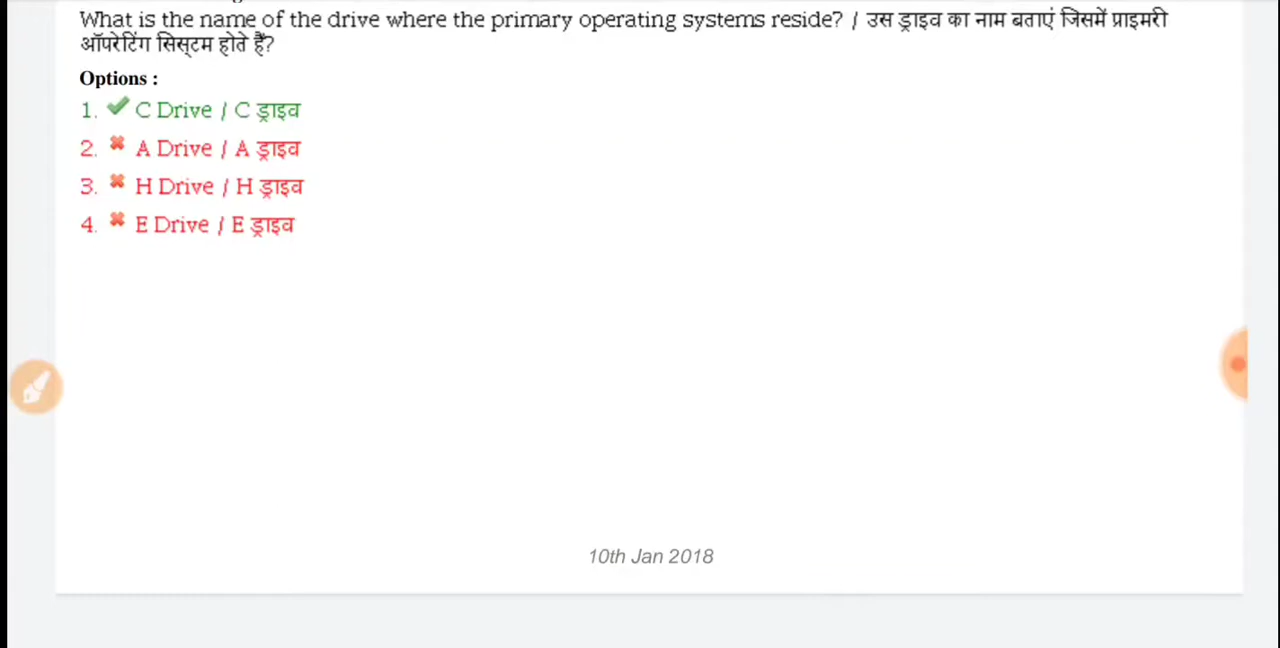 What is the name of the drive where the primary operating systems reside? / उस ड्राइव का नाम बताएं जिसमें प्राइमरी
ऑपरेटिंग सिस्टम होते हैं?
Options :
1. C Drive / C ड्राइव
2. A Drive / A ड्राइव
3. H Drive / H ड्राइव
4. E Drive / E ड्राइव
10th Jan 2018